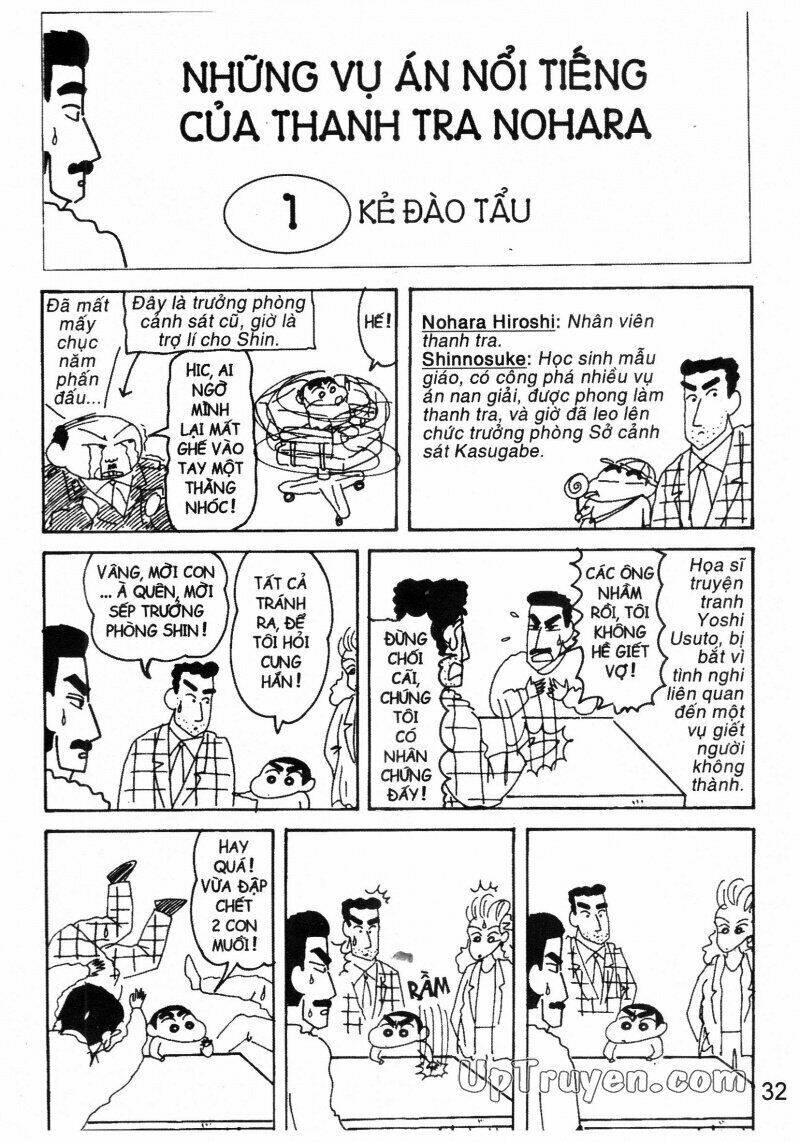 NHỮNG VỤ ÁN NỔI TIẾNG
CỦA THANH TRA NOHARA
1
KẺ ĐÀO TẨU
Nohara Hiroshi: Nhân viên
thanh tra.
Shinnosuke: Học sinh mẫu
giáo, có công phá nhiều vụ
án nan giải, được phong làm
thanh tra, và giờ đã leo lên
chức trưởng phòng Sở cảnh
sát Kasugabe.
HẾ!
Đây là trưởng phòng
cảnh sát cũ, giờ là
trợ lí cho Shin.
HIC, AI
NGỜ
MÌNH
LẠI MẤT
GHẾ VÀO
TAY MỘT
THẰNG
NHÓC!
Đã mất
mấy
chục
năm
phấn
đấu...
Họa sĩ
truyện
tranh
Yoshi
Usuto, bị
bắt vì
tình nghi
liên quan
đến một
vụ giết
người
không
thành.
CÁC ÔNG
NHẦM
RỒI, TÔI
KHÔNG
HỀ GIẾT
VỢ!
ĐỪNG
CHỐI
CÃI,
CHÚNG
TÔI
CÓ
NHÂN
CHỨNG
ĐẤY!
TẤT CẢ
TRÁNH
RA, ĐỂ
TÔI HỎI
CUNG
HẮN!
VÂNG, MỜI CON
... À QUÊN, MỜI
SẾP TRƯỞNG
PHÒNG SHIN!
RẦM
HAY
QUÁ!
VỪA ĐẬP
CHẾT
2 CON
MUỖI!
UpTruyen.com
32